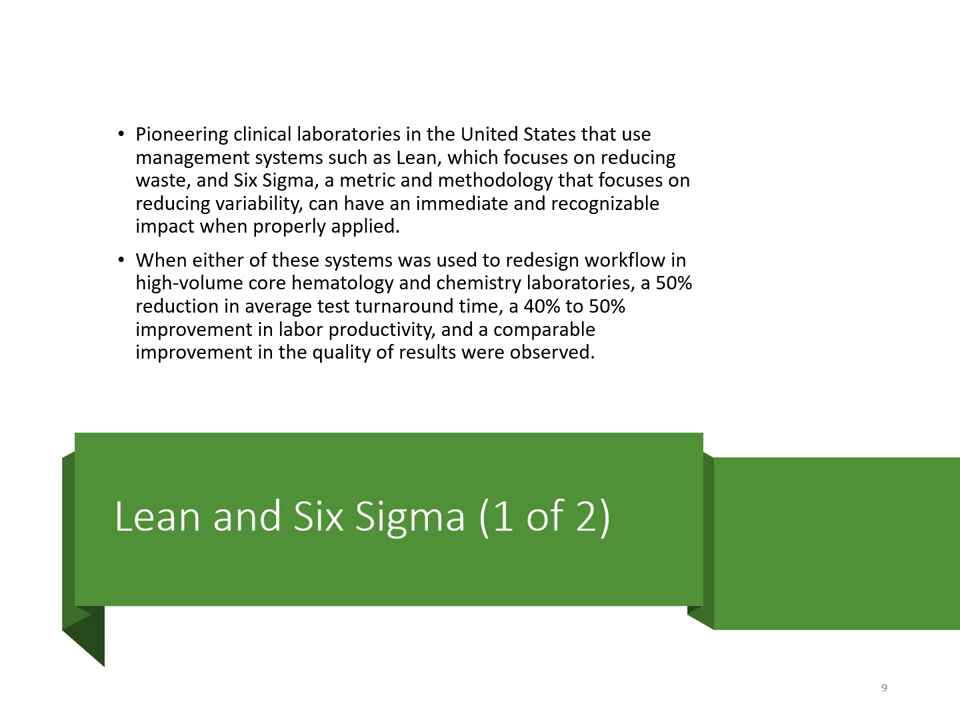 • Pioneering clinical laboratories in the United States that use
management systems such as Lean, which focuses on reducing
waste, and Six Sigma, a metric and methodology that focuses on
reducing variability, can have an immediate and recognizable
impact when properly applied.
• When either of these systems was used to redesign workflow in
high-volume core hematology and chemistry laboratories, a 50%
reduction in average test turnaround time, a 40% to 50%
improvement in labor productivity, and a comparable
improvement in the quality of results were observed.
Lean and Six Sigma (1 of 2)
9